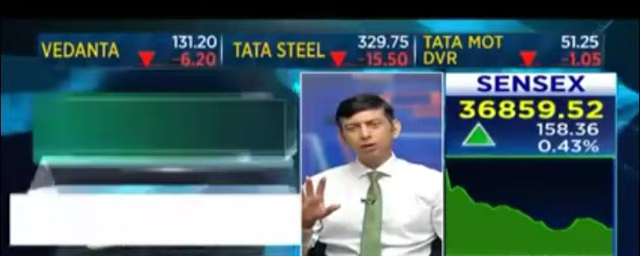 VEDANTA 131.20 -6.20 TATA STEEL 329.75 -15.50 TATA MOT DVR 51.25 -1.05
SENSEX
36859.52
158.36
0.43%